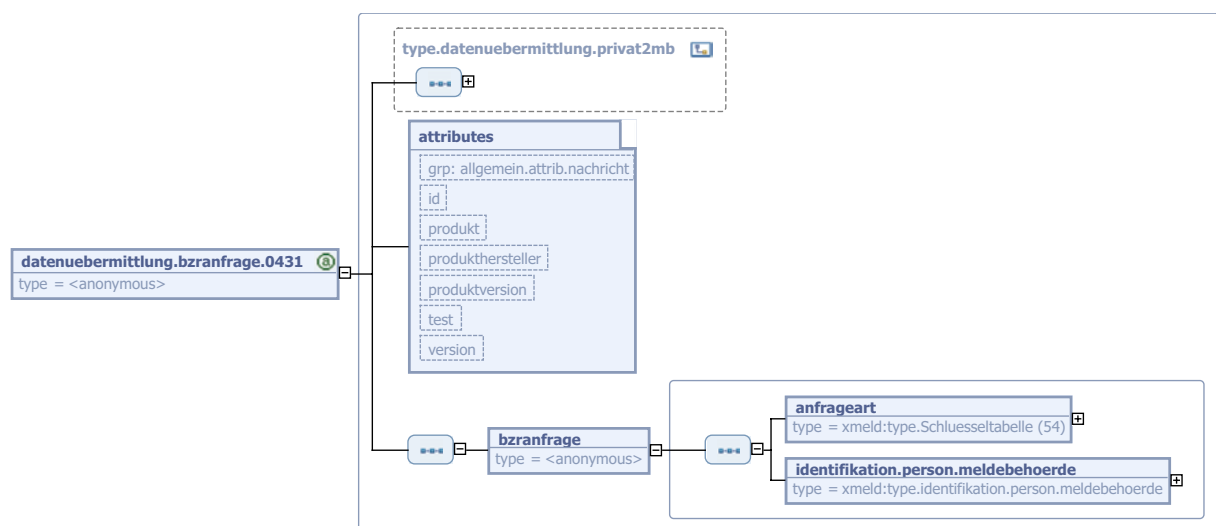 type.datenuebermittlung.privat2mb
attributes
grp: allgemein.attrib.nachricht
id
produkt
produkthersteller
produktversion
test
version
datenuebermittlung.bzranfrage.0431
type = <anonymous>
bzranfrage
type = <anonymous>
anfrageart
type = xmeld:type.Schluesseltabelle (54)
identifikation.person.meldebehoerde
type = xmeld:type.identifikation.person.meldebehoerde